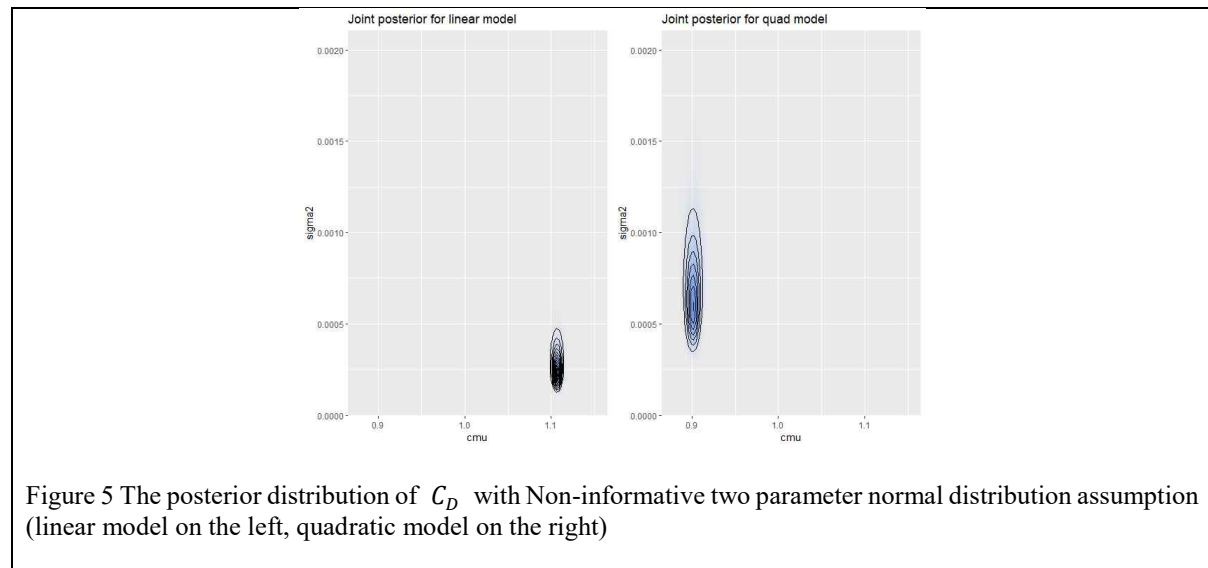 Joint posterior for linear model
0.0020
0.0015
0.0010
0.0005
0.0000
sigma2
0.9 1.0 1.1
cmu
Joint posterior for quad model
0.0020
0.0015
0.0010
0.0005
0.0000
sigma2
0.9 1.0 1.1
cmu
Figure 5 The posterior distribution of C_D with Non-informative two parameter normal distribution assumption
(linear model on the left, quadratic model on the right)